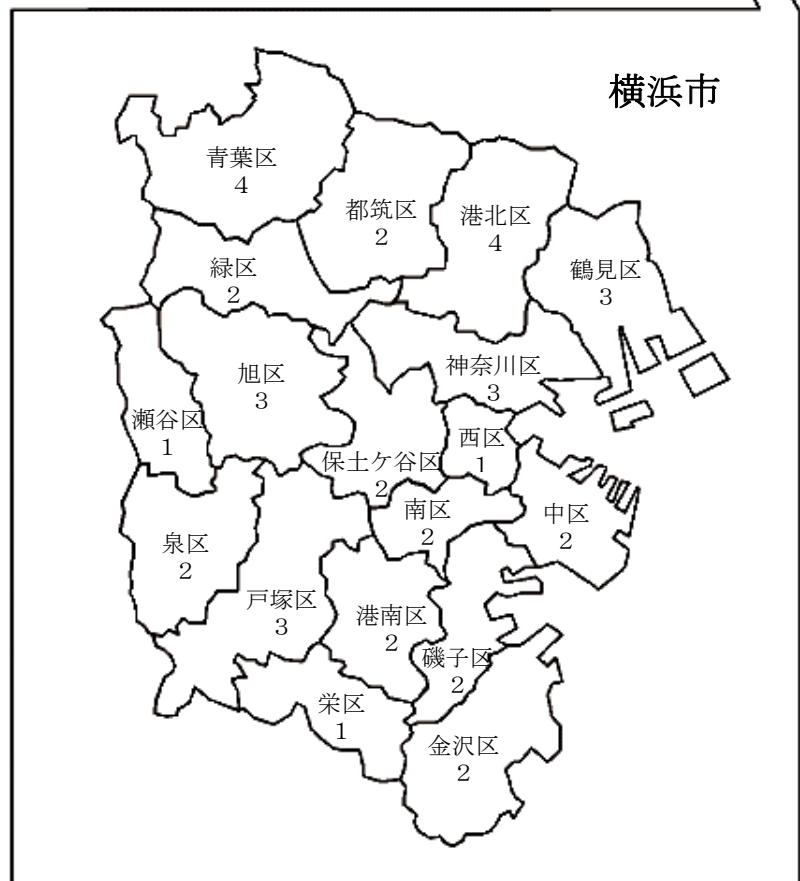 横浜市
青葉区
4
都筑区
2
港北区
4
緑区
2
鶴見区
3
旭区
3
神奈川区
3
瀬谷区
1
保土ケ谷区
2
西区
1
南区
2
中区
2
泉区
2
戸塚区
3
港南区
2
磯子区
2
栄区
1
金沢区
2